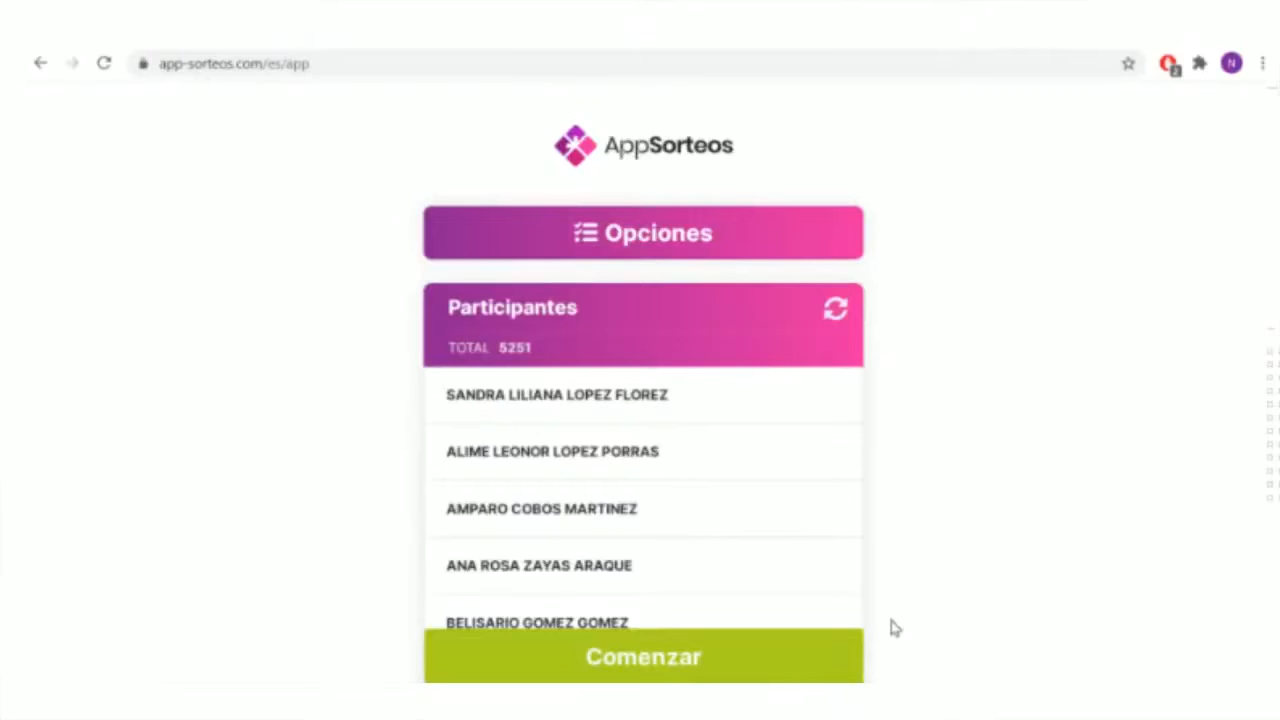 app-sorteos.com/es/app
2
N
AppSorteos
Opciones
Participantes
TOTAL 5251
SANDRA LILIANA LOPEZ FLOREZ
ALIME LEONOR LOPEZ PORRAS
AMPARO COBOS MARTINEZ
ANA ROSA ZAYAS ARAQUE
BELISARIO GOMEZ GOMEZ
Comenzar